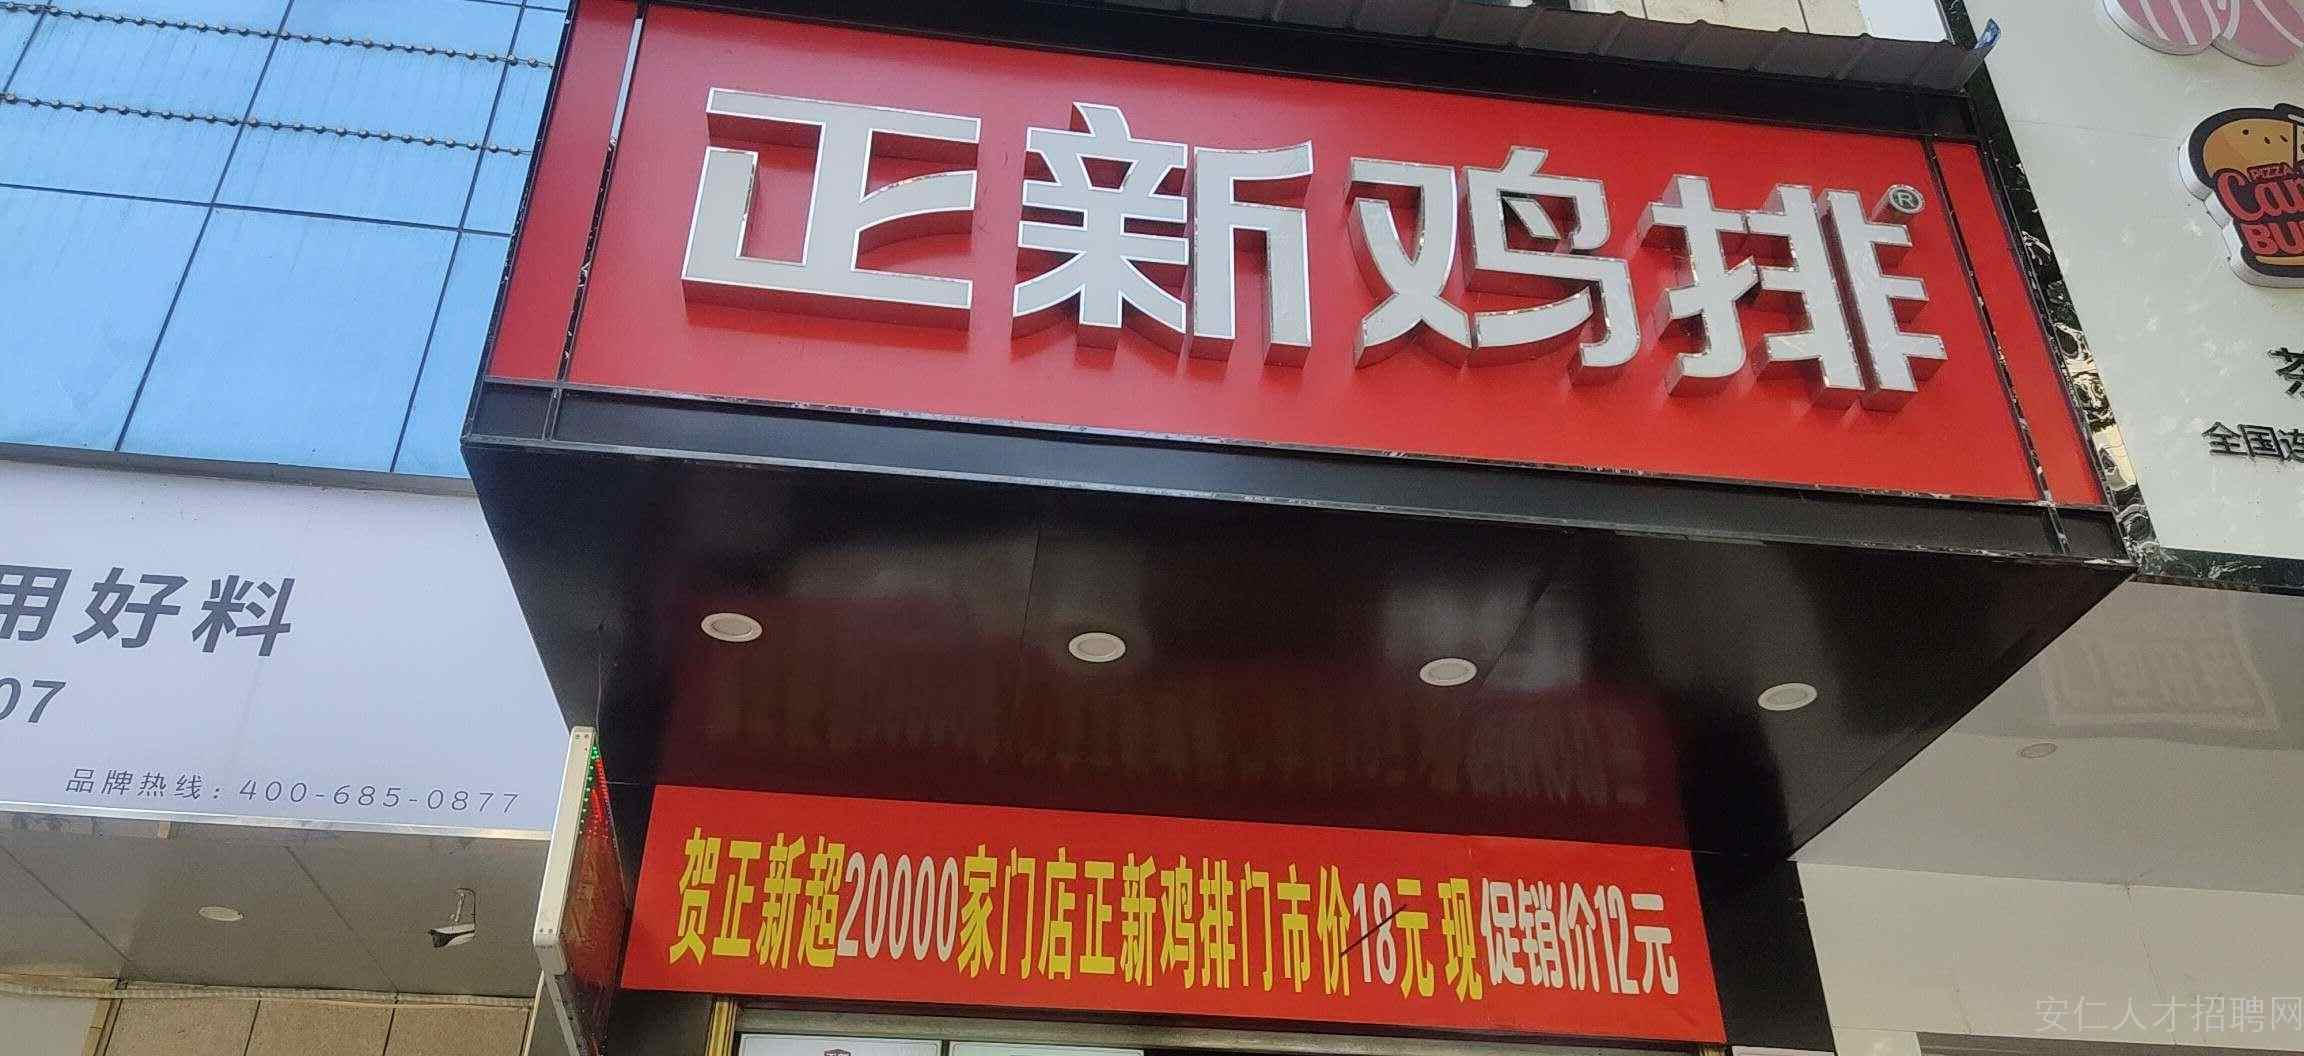 正新鸡排®
贺正新超20000家门店正新鸡排门市价18元 现促销价12元
用好料
07
品牌热线：400-685-0877
PIZZA
全国连
安仁人才招聘网